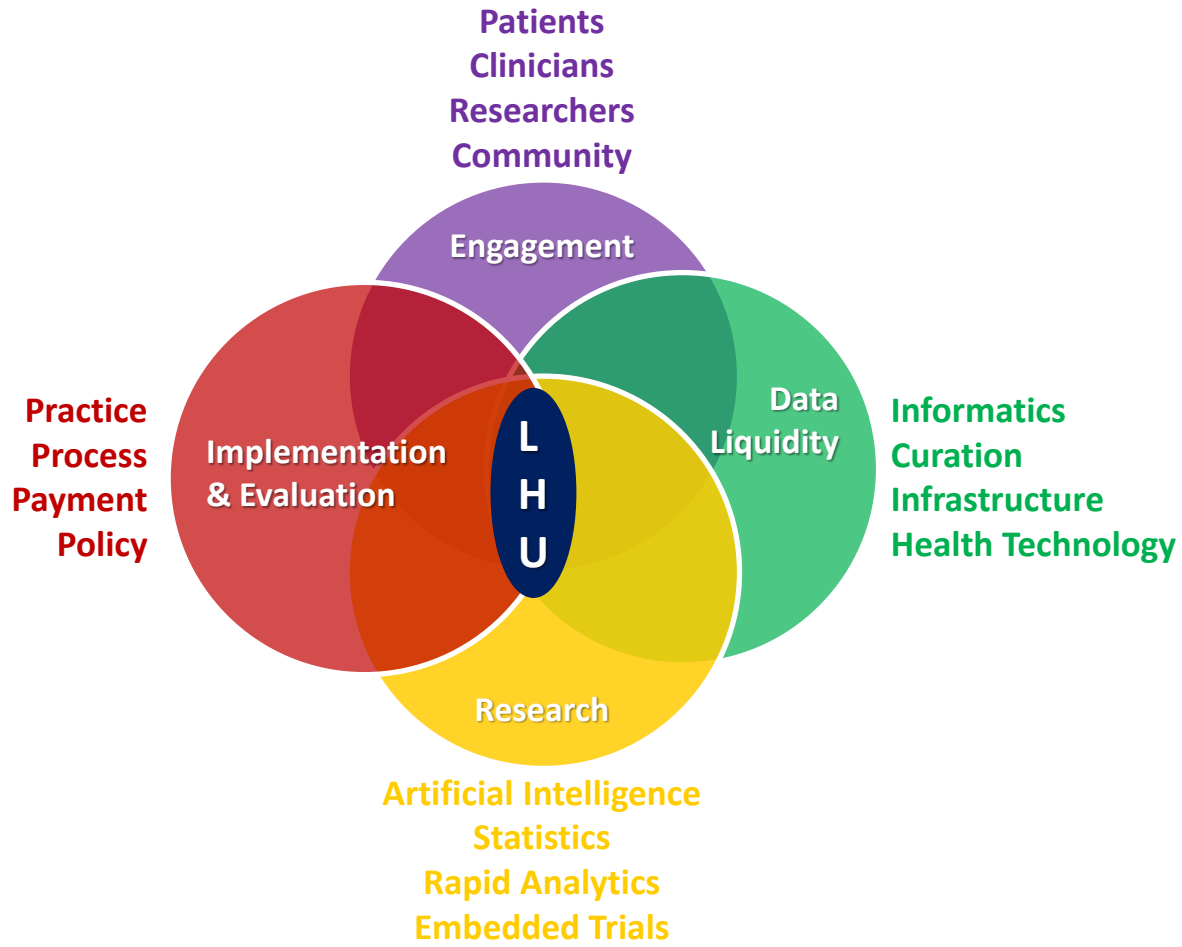 Patients
Clinicians
Researchers
Community
Engagement
Practice
Process
Payment
Policy
Implementation
& Evaluation
L
H
U
Data
Liquidity
Informatics
Curation
Infrastructure
Health Technology
Research
Artificial Intelligence
Statistics
Rapid Analytics
Embedded Trials